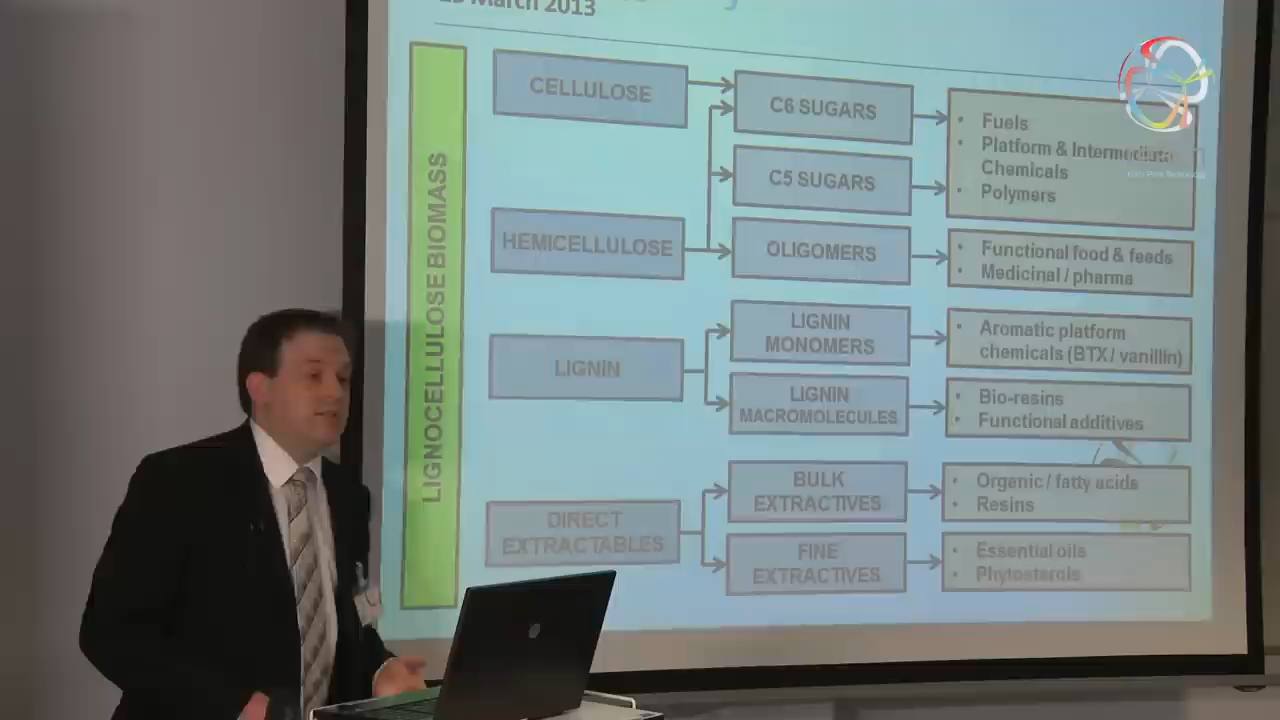 March 2013
LIGNOCELLULOSE BIOMASS
CELLULOSE
C6 SUGARS
Fuels
Platform & Intermediate
Chemicals
Polymers
C5 SUGARS
HEMICELLULOSE
OLIGOMERS
Functional food & feeds
Medicinal / pharma
LIGNIN
LIGNIN
MONOMERS
Aromatic platform
chemicals (BTX / vanillin)
LIGNIN
MACROMOLECULES
Bio-resins
Functional additives
DIRECT
EXTRACTABLES
BULK
EXTRACTIVES
Organic / fatty acids
Resins
FINE
EXTRACTIVES
Essential oils
Phytosterols